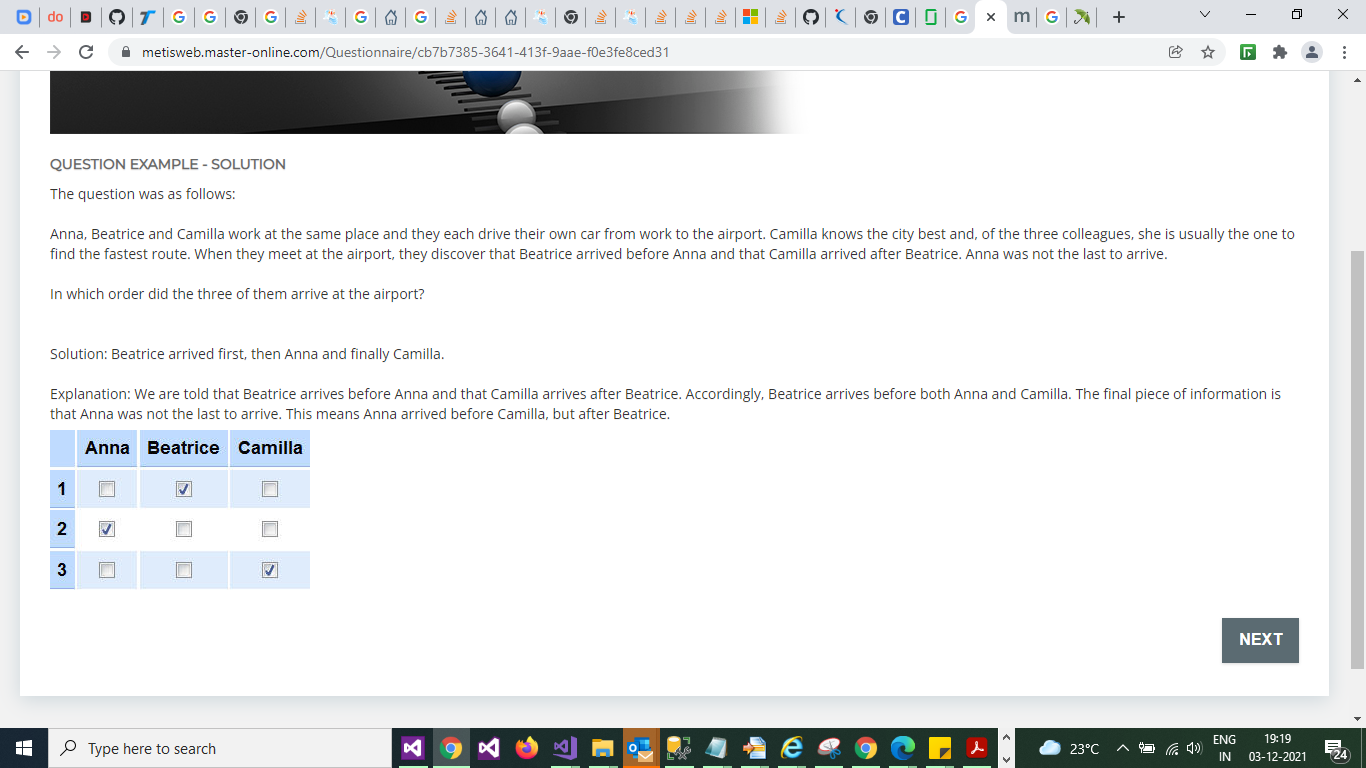 metisweb.master-online.com/Questionnaire/cb7b7385-3641-413f-9aae-f0e3fe8ced31
QUESTION EXAMPLE - SOLUTION
The question was as follows:
Anna, Beatrice and Camilla work at the same place and they each drive their own car from work to the airport. Camilla knows the city best and, of the three colleagues, she is usually the one to
find the fastest route. When they meet at the airport, they discover that Beatrice arrived before Anna and that Camilla arrived after Beatrice. Anna was not the last to arrive.
In which order did the three of them arrive at the airport?
Solution: Beatrice arrived first, then Anna and finally Camilla.
Explanation: We are told that Beatrice arrives before Anna and that Camilla arrives after Beatrice. Accordingly, Beatrice arrives before both Anna and Camilla. The final piece of information is
that Anna was not the last to arrive. This means Anna arrived before Camilla, but after Beatrice.
Anna Beatrice Camilla
1
2
3
NEXT
Type here to search
23°C
ENG
IN
19:19
03-12-2021
24